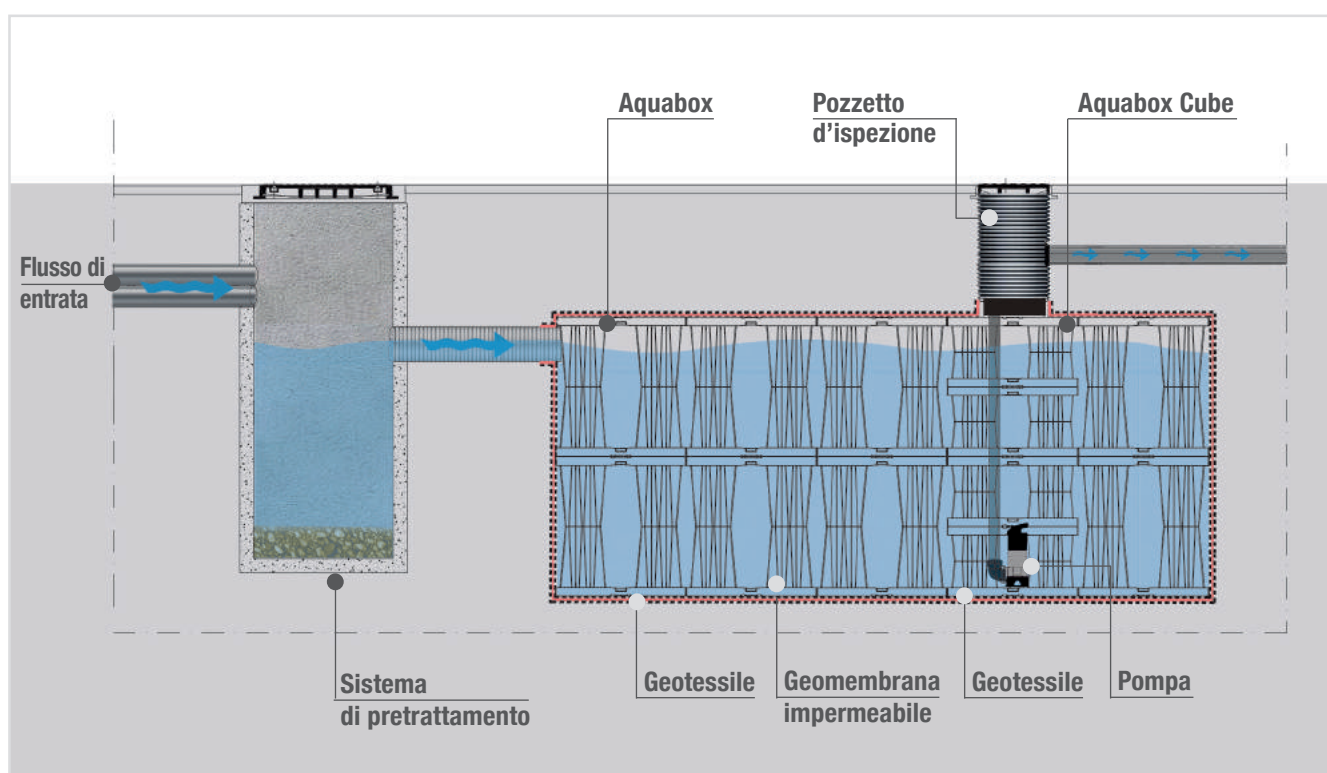 Aquabox
Pozzetto
d’ispezione
Aquabox Cube
Flusso di
entrata
Sistema
di pretrattamento
Geotessile
Geomembrana
impermeabile
Geotessile
Pompa